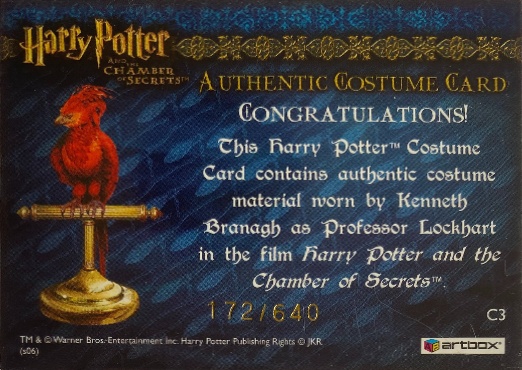 Harry Potter
AND THE
CHAMBER
OF SECRETS™
AUTHENTIC COSTUME CARD
CONGRATULATIONS!
This Harry Potter™ Costume
Card contains authentic costume
material worn by Kenneth
Branagh as Professor Lockhart
in the film Harry Potter and the
Chamber of Secrets™.
172/640
C3
TM & © Warner Bros. Entertainment Inc. Harry Potter Publishing Rights © JKR.
(s06)
artbox